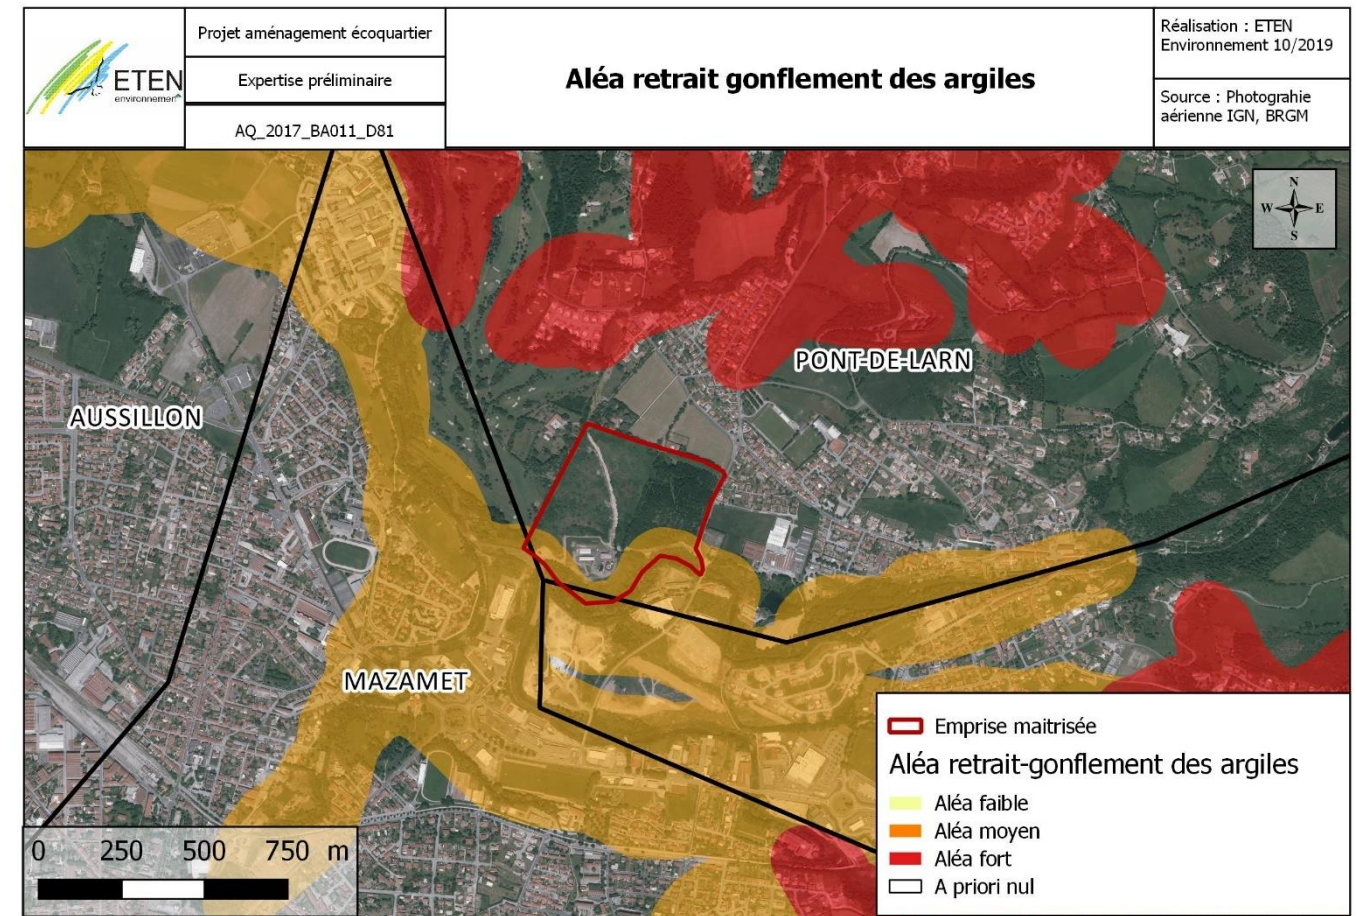 ETEN
environnement
Projet aménagement écoquartier
Expertise préliminaire
AQ_2017_BA011_D81
Aléa retrait gonflement des argiles
Réalisation : ETEN
Environnement 10/2019
Source : Photograhie
aérienne IGN, BRGM
N
W E
S
PONT-DE-LARN
AUSSILLON
MAZAMET
Emprise maitrisée
Aléa retrait-gonflement des argiles
Aléa faible
Aléa moyen
Aléa fort
A priori nul
0 250 500 750 m